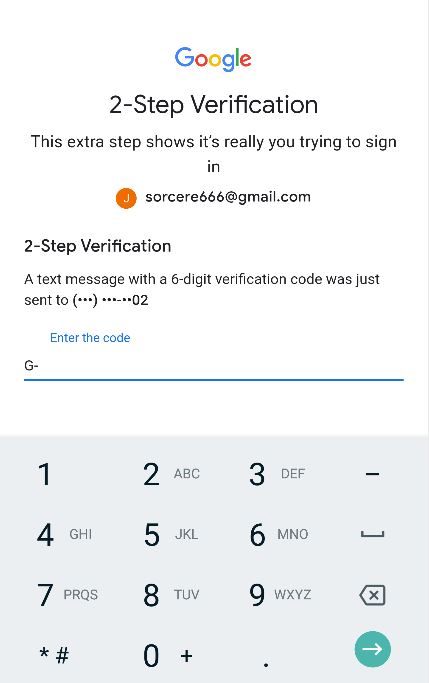 Google
2-Step Verification
This extra step shows it's really you trying to sign
in
J sorcere666@gmail.com
2-Step Verification
A text message with a 6-digit verification code was just
sent to (•••) •••-••02
Enter the code
G-
1 2 ABC 3 DEF –
4 GHI 5 JKL 6 MNO
7 PRQS 8 TUV 9 WXYZ
* # 0 + .